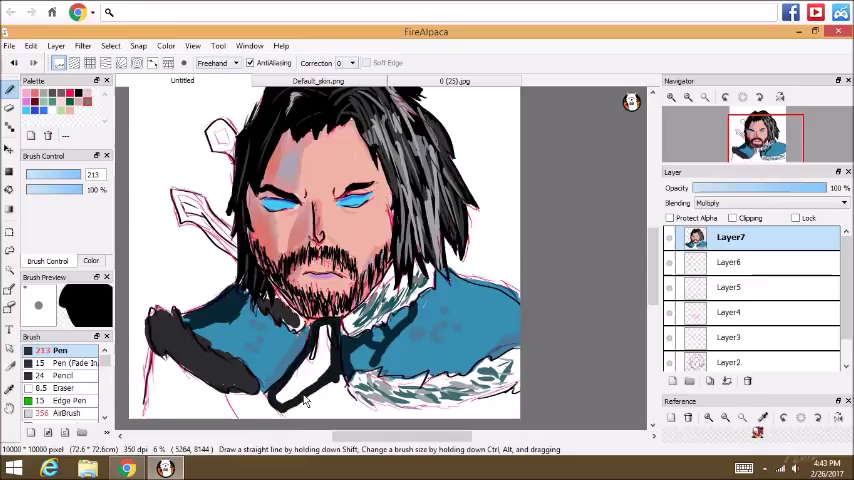 FireAlpaca
File Edit Layer Filter Select Snap Color View Tool Window Help
Freehand AntiAliasing Correction 0 Soft Edge
Palette
Untitled Default_skin.png 0 (25).jpg
Navigator
---
Brush Control
213
100 %
Brush Control Color
Brush Preview
Brush
213 Pen
15 Pen (Fade In
24 Pencil
8.5 Eraser
15 Edge Pen
356 AirBrush
Layer
Opacity 100 %
Blending Multiply
Protect Alpha Clipping Lock
Layer7
Layer6
Layer5
Layer4
Layer3
Layer2
Reference
10000 * 10000 pixel (72.6 * 72.6cm) 350 dpi 6 % ( 5264, 8144 ) Draw a straight line by holding down Shift, Change a brush size by holding down Ctrl, Alt, and dragging
4:43 PM
2/26/2017